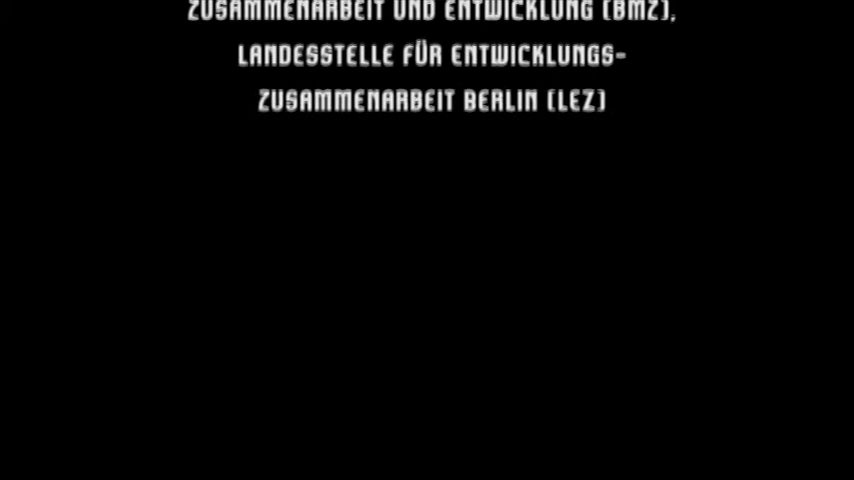 ZUSAMMENARBEIT UND ENTWICKLUNG (BMZ),
LANDESSTELLE FÜR ENTWICKLUNGS-
ZUSAMMENARBEIT BERLIN (LEZ)